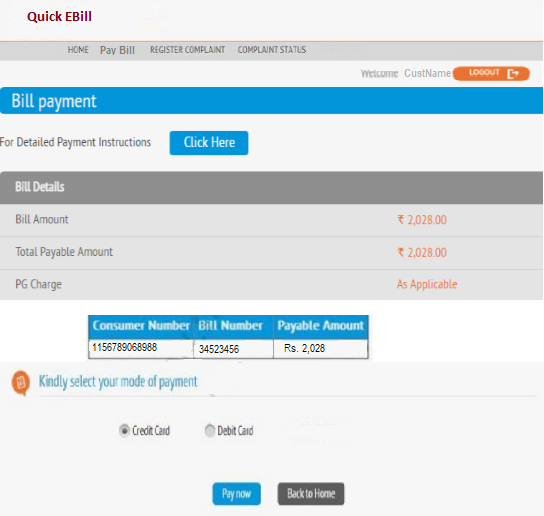 Quick EBill
HOME Pay Bill REGISTER COMPLAINT COMPLAINT STATUS
Welcome CustName LOGOUT
Bill payment
For Detailed Payment Instructions Click Here
Bill Details
Bill Amount ₹ 2,028.00
Total Payable Amount ₹ 2,028.00
PG Charge As Applicable
Consumer Number Bill Number Payable Amount
1156789068988 34523456 Rs. 2,028
Kindly select your mode of payment
Credit Card Debit Card
Pay now Back to Home